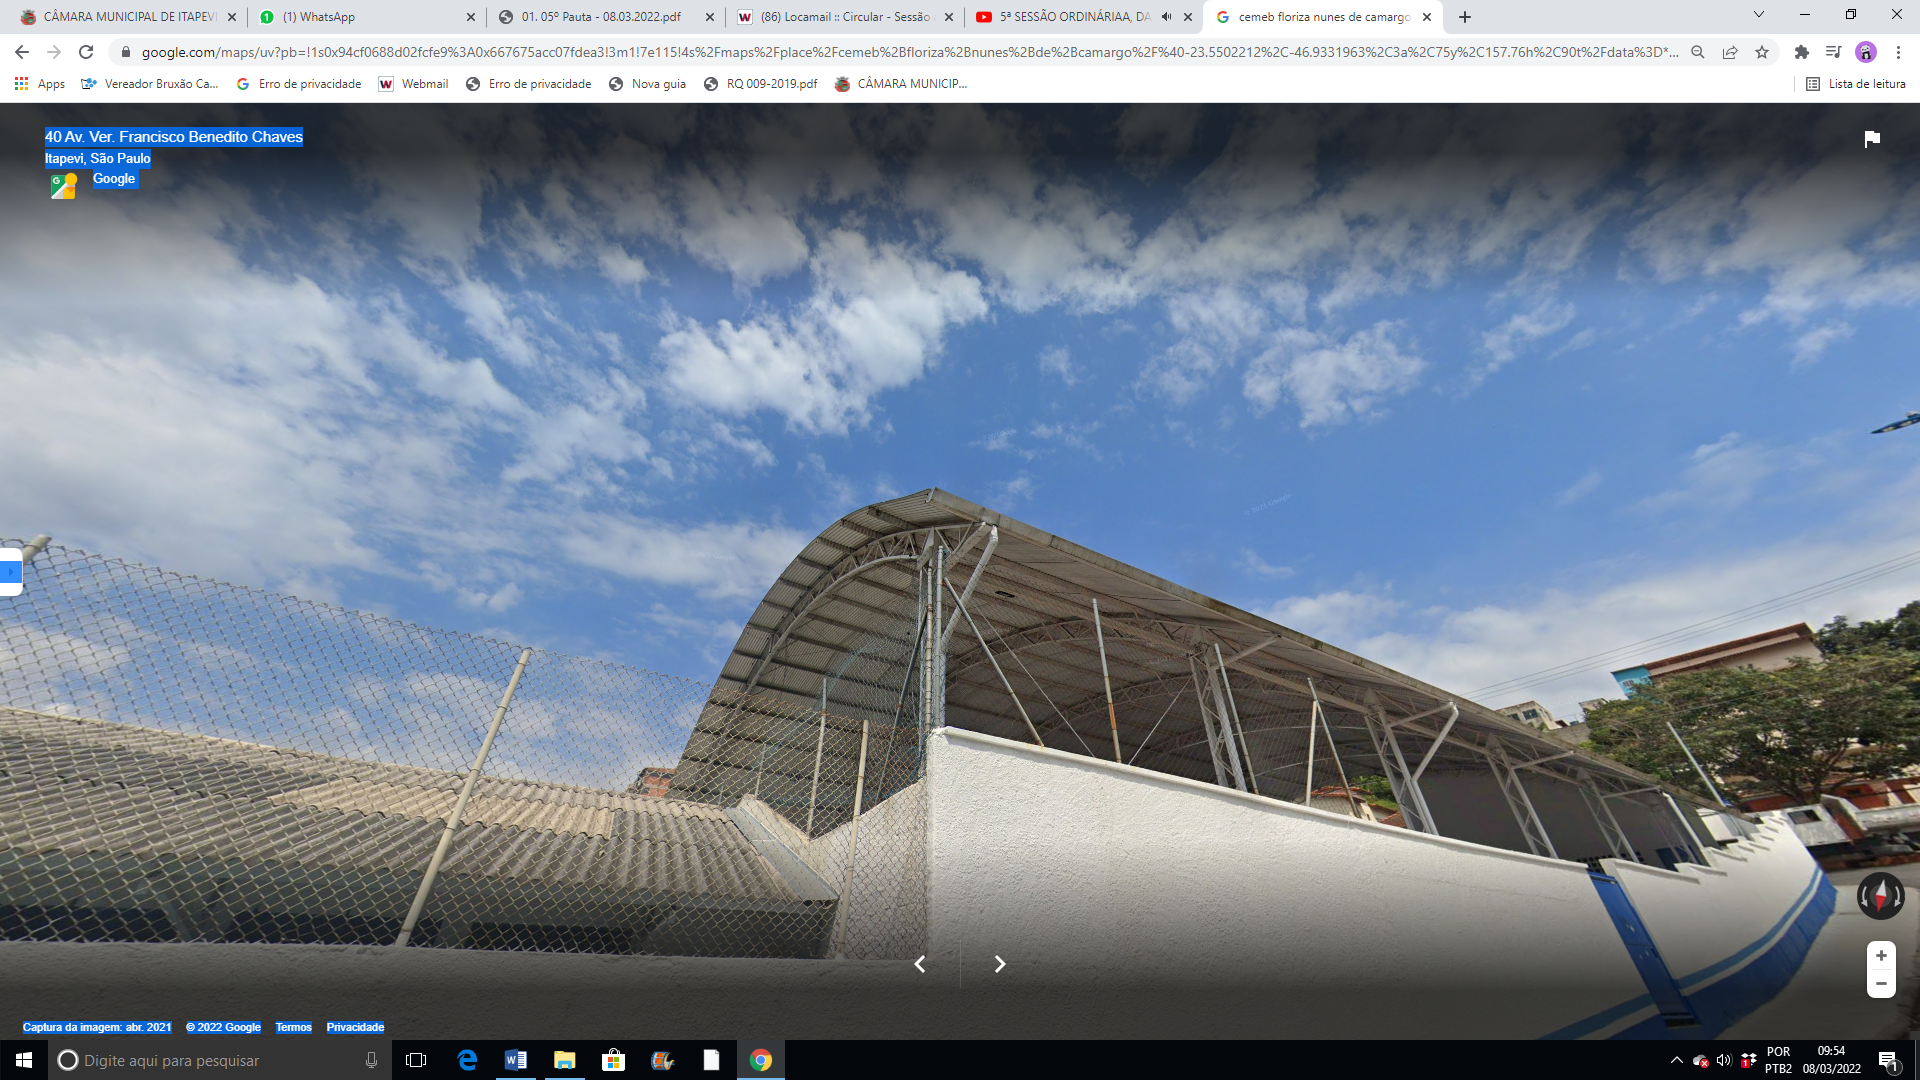 CÂMARA MUNICIPAL DE ITAPEVI
(1) WhatsApp
01. 05º Pauta - 08.03.2022.pdf
(86) Locamail :: Circular - Sessão
5ª SESSÃO ORDINÁRIAA, DA
cemeb floriza nunes de camargo
google.com/maps/uv?pb=!1s0x94cf0688d02fcfe9%3A0x667675acc07fdea3!3m1!7e115!4s%2Fmaps%2Fplace%2Fcemeb%2Bfloriza%2Bnunes%2Bde%2Bcamargo%2F%40-23.5502212%2C-46.9331963%2C3a%2C75y%2C157.76h%2C90t%2Fdata%3D*...
Apps
Vereador Bruxão Ca...
Erro de privacidade
Webmail
Erro de privacidade
Nova guia
RQ 009-2019.pdf
CÂMARA MUNICIP...
Lista de leitura
40 Av. Ver. Francisco Benedito Chaves
Itapevi, São Paulo
Google
© 2021 Google
Captura da imagem: abr. 2021 © 2022 Google Termos Privacidade
Digite aqui para pesquisar
POR
PTB2
09:54
08/03/2022
1